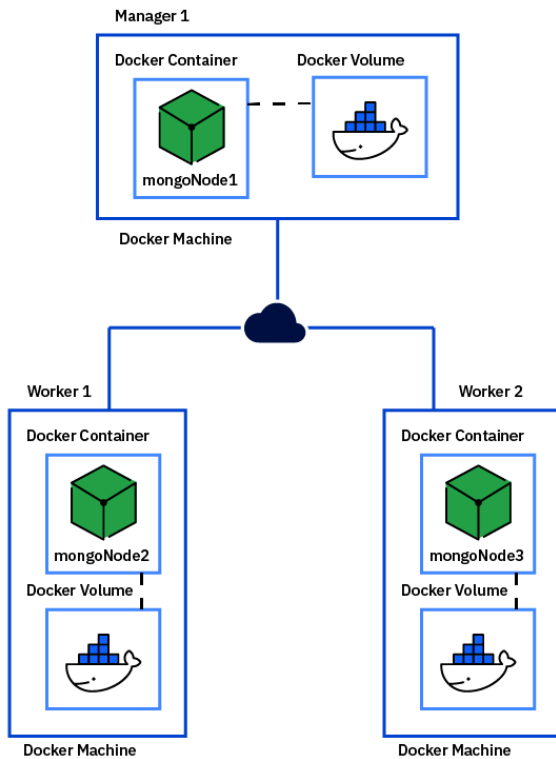 Manager 1
Docker Container
Docker Volume
mongoNode1
Docker Machine
Worker 1
Docker Container
mongoNode2
Docker Volume
Docker Machine
Worker 2
Docker Container
mongoNode3
Docker Volume
Docker Machine